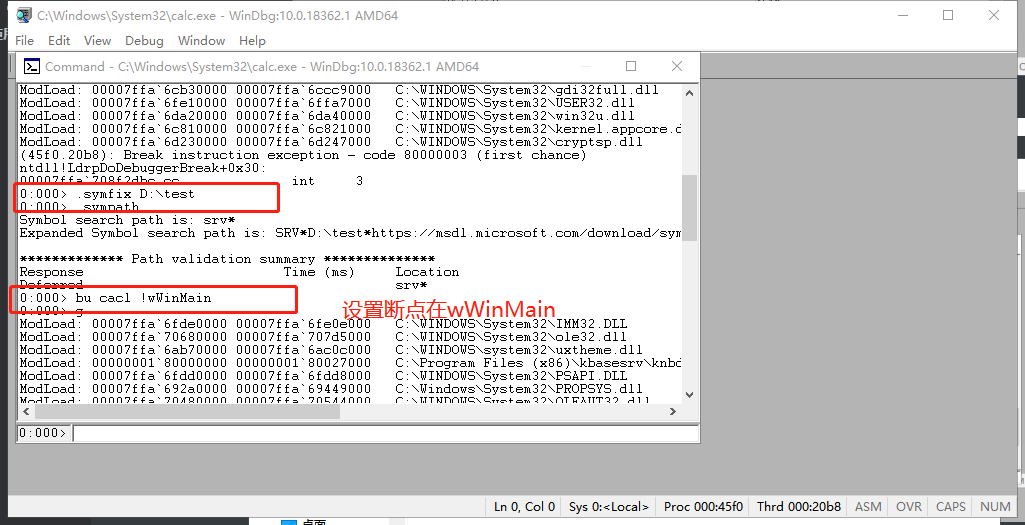 C:\Windows\System32\calc.exe - WinDbg:10.0.18362.1 AMD64
File Edit View Debug Window Help
Command - C:\Windows\System32\calc.exe - WinDbg:10.0.18362.1 AMD64
ModLoad: 00007ffa`6cb30000 00007ffa`6ccc9000 C:\WINDOWS\System32\gdi32full.dll
ModLoad: 00007ffa`6fe10000 00007ffa`6ffa7000 C:\WINDOWS\System32\USER32.dll
ModLoad: 00007ffa`6da20000 00007ffa`6da40000 C:\WINDOWS\System32\win32u.dll
ModLoad: 00007ffa`6c810000 00007ffa`6c821000 C:\WINDOWS\System32\kernel.appcore.d
ModLoad: 00007ffa`6d230000 00007ffa`6d247000 C:\WINDOWS\System32\cryptsp.dll
(45f0.20b8): Break instruction exception - code 80000003 (first chance)
ntdll!LdrpDoDebuggerBreak+0x30:
00007ffa`708f2dbc cc int 3
0:000> .symfix D:\test
0:000> .sympath
Symbol search path is: srv*
Expanded Symbol search path is: SRV*D:\test*https://msdl.microsoft.com/download/sym
************* Path validation summary **************
Response Time (ms) Location
Deferred srv*
0:000> bu cacl !wWinMain
0:000> g
设置断点在wWinMain
ModLoad: 00007ffa`6fde0000 00007ffa`6fe0e000 C:\WINDOWS\System32\IMM32.DLL
ModLoad: 00007ffa`70680000 00007ffa`707d5000 C:\WINDOWS\System32\ole32.dll
ModLoad: 00007ffa`6ab70000 00007ffa`6ac0c000 C:\WINDOWS\system32\uxtheme.dll
ModLoad: 00000001`80000000 00000001`80027000 C:\Program Files (x86)\kbasesrv\knbd
ModLoad: 00007ffa`6fdd0000 00007ffa`6fdd8000 C:\WINDOWS\System32\PSAPI.DLL
ModLoad: 00007ffa`692a0000 00007ffa`69449000 C:\Windows\System32\PROPSYS.dll
ModLoad: 00007ffa`70480000 00007ffa`70544000 C:\WINDOWS\System32\OLEAUT32.dll
0:000>
Ln 0, Col 0 Sys 0:<Local> Proc 000:45f0 Thrd 000:20b8 ASM OVR CAPS NUM
桌面